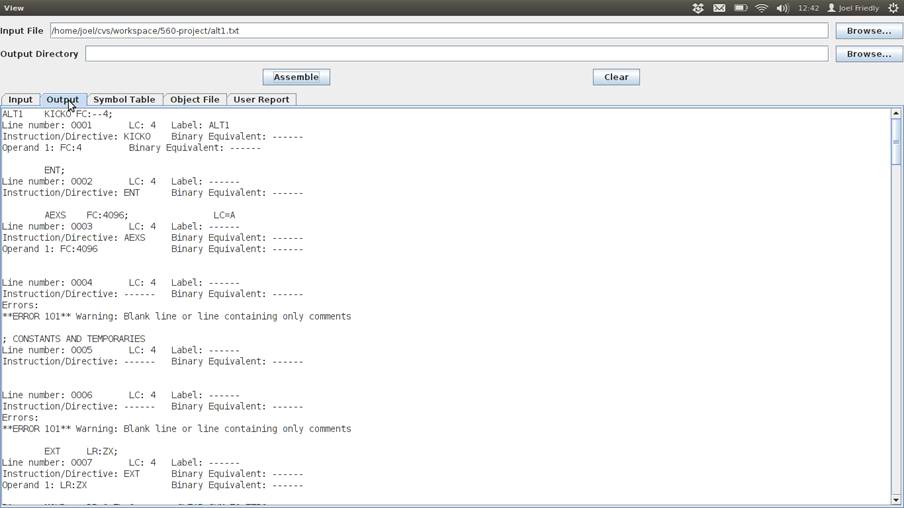 View 12:42 Joel Friedly
Input File /home/joel/cvs/workspace/560-project/alt1.txt Browse...
Output Directory Browse...
Assemble Clear
Input Output Symbol Table Object File User Report
ALT1 KICKO FC:--4;
Line number: 0001 LC: 4 Label: ALT1
Instruction/Directive: KICKO Binary Equivalent: ------
Operand 1: FC:4 Binary Equivalent: ------
ENT;
Line number: 0002 LC: 4 Label: ------
Instruction/Directive: ENT Binary Equivalent: ------
AEXS FC:4096; LC=A
Line number: 0003 LC: 4 Label: ------
Instruction/Directive: AEXS Binary Equivalent: ------
Operand 1: FC:4096 Binary Equivalent: ------
Line number: 0004 LC: 4 Label: ------
Instruction/Directive: ------ Binary Equivalent: ------
Errors:
**ERROR 101** Warning: Blank line or line containing only comments
; CONSTANTS AND TEMPORARIES
Line number: 0005 LC: 4 Label: ------
Instruction/Directive: ------ Binary Equivalent: ------
Line number: 0006 LC: 4 Label: ------
Instruction/Directive: ------ Binary Equivalent: ------
Errors:
**ERROR 101** Warning: Blank line or line containing only comments
EXT LR:ZX;
Line number: 0007 LC: 4 Label: ------
Instruction/Directive: EXT Binary Equivalent: ------
Operand 1: LR:ZX Binary Equivalent: ------